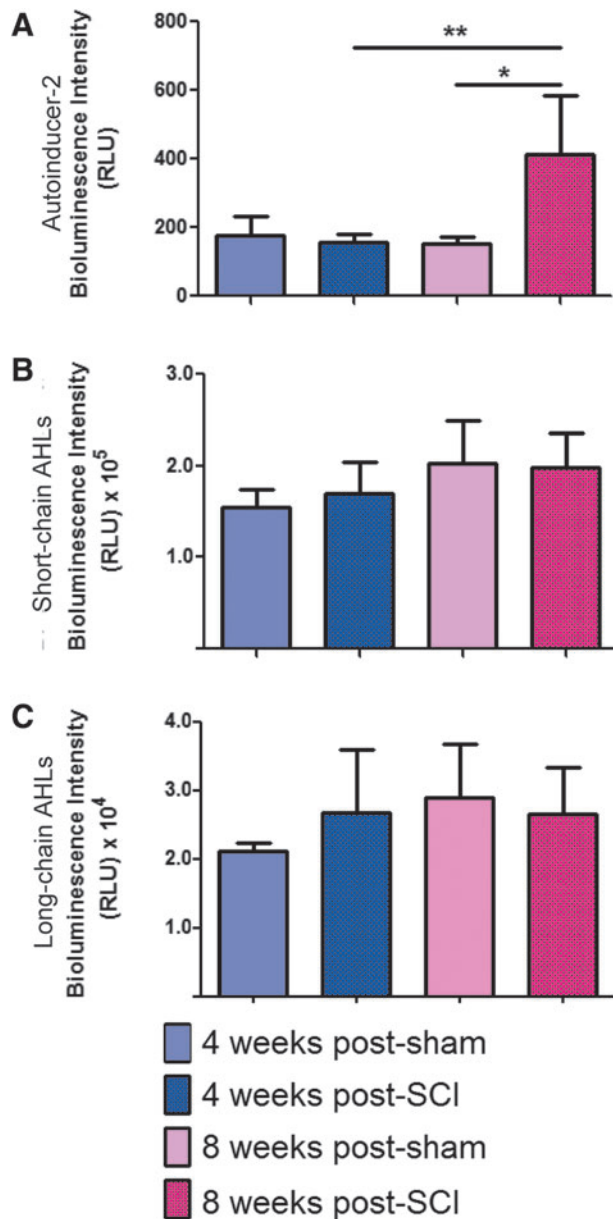 A
Autoinducer-2
Bioluminescence Intensity
(RLU)
800
600
400
200
0
**
*
B
Short-chain AHLs
Bioluminescence Intensity
(RLU) x 10⁵
3.0
2.0
1.0
C
Long-chain AHLs
Bioluminescence Intensity
(RLU) x 10⁴
4.0
3.0
2.0
1.0
4 weeks post-sham
4 weeks post-SCI
8 weeks post-sham
8 weeks post-SCI